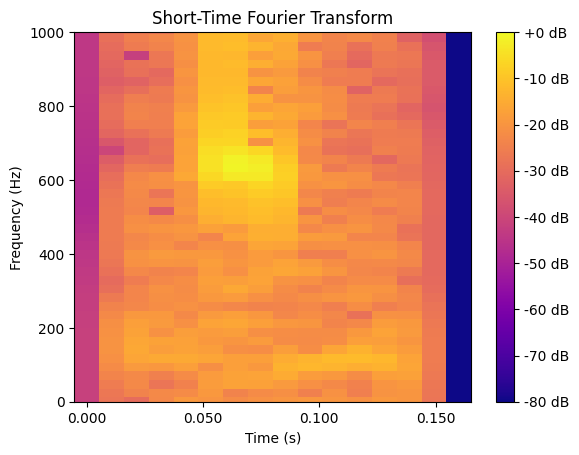 Short-Time Fourier Transform
1000
800
600
400
200
0
Frequency (Hz)
0.000
0.050
0.100
0.150
Time (s)
+0 dB
-10 dB
-20 dB
-30 dB
-40 dB
-50 dB
-60 dB
-70 dB
-80 dB